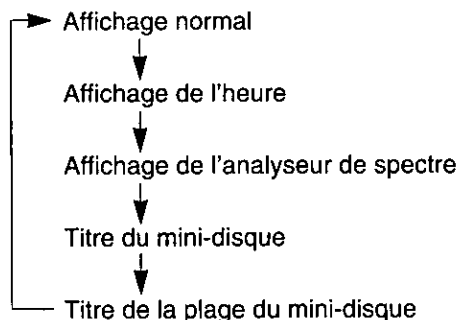 Affichage normal
Affichage de l'heure
Affichage de l'analyseur de spectre
Titre du mini-disque
Titre de la plage du mini-disque